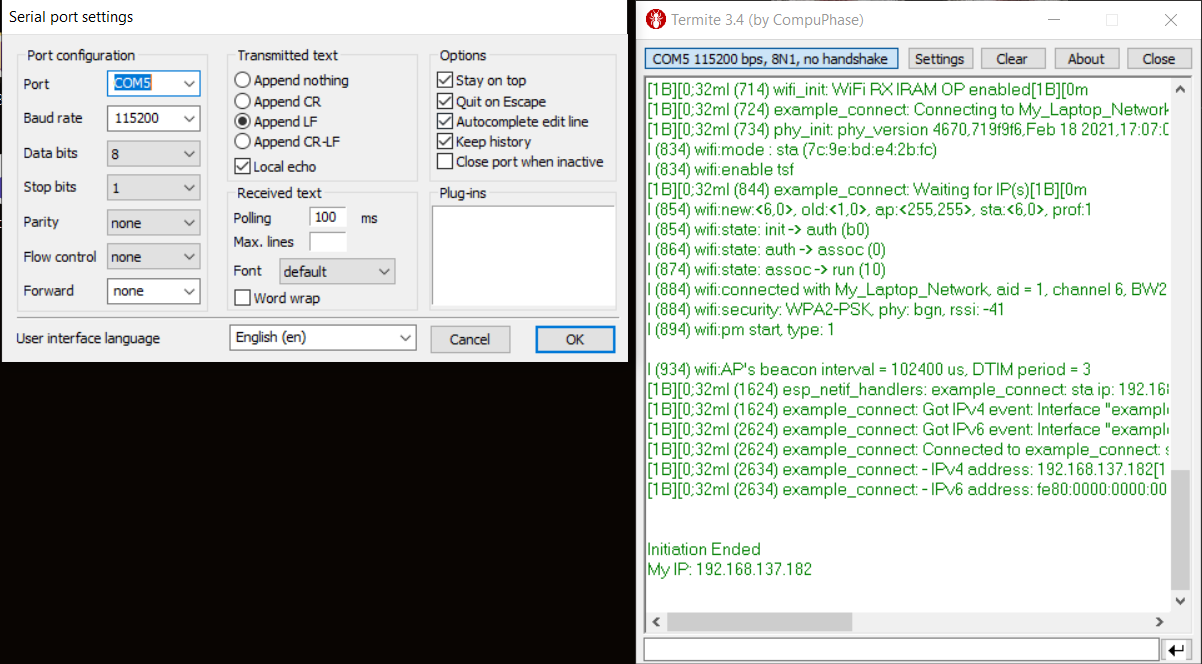 Serial port settings
Port configuration
Port COM5
Baud rate 115200
Data bits 8
Stop bits 1
Parity none
Flow control none
Forward none
Transmitted text
Append nothing
Append CR
Append LF
Append CR-LF
Local echo
Received text
Polling 100 ms
Max. lines
Font default
Word wrap
Options
Stay on top
Quit on Escape
Autocomplete edit line
Keep history
Close port when inactive
Plug-ins
User interface language English (en) Cancel OK
Termite 3.4 (by CompuPhase)
COM5 115200 bps, 8N1, no handshake Settings Clear About Close
[1B][0;32mI (714) wifi_init: WiFi RX IRAM OP enabled[1B][0m
[1B][0;32mI (724) example_connect: Connecting to My_Laptop_Network
[1B][0;32mI (734) phy_init: phy_version 4670,719f9f6,Feb 18 2021,17:07:0
I (834) wifi:mode : sta (7c:9e:bd:e4:2b:fc)
I (834) wifi:enable tsf
[1B][0;32mI (844) example_connect: Waiting for IP(s)[1B][0m
I (854) wifi:new:<6,0>, old:<1,0>, ap:<255,255>, sta:<6,0>, prof:1
I (854) wifi:state: init -> auth (b0)
I (864) wifi:state: auth -> assoc (0)
I (874) wifi:state: assoc -> run (10)
I (884) wifi:connected with My_Laptop_Network, aid = 1, channel 6, BW2
I (884) wifi:security: WPA2-PSK, phy: bgn, rssi: -41
I (894) wifi:pm start, type: 1
I (934) wifi:AP's beacon interval = 102400 us, DTIM period = 3
[1B][0;32mI (1624) esp_netif_handlers: example_connect: sta ip: 192.168
[1B][0;32mI (1624) example_connect: Got IPv4 event: Interface "exampl
[1B][0;32mI (2624) example_connect: Got IPv6 event: Interface "exampl
[1B][0;32mI (2624) example_connect: Connected to example_connect: s
[1B][0;32mI (2634) example_connect: - IPv4 address: 192.168.137.182[1
[1B][0;32mI (2634) example_connect: - IPv6 address: fe80:0000:0000:00
Initiation Ended
My IP: 192.168.137.182